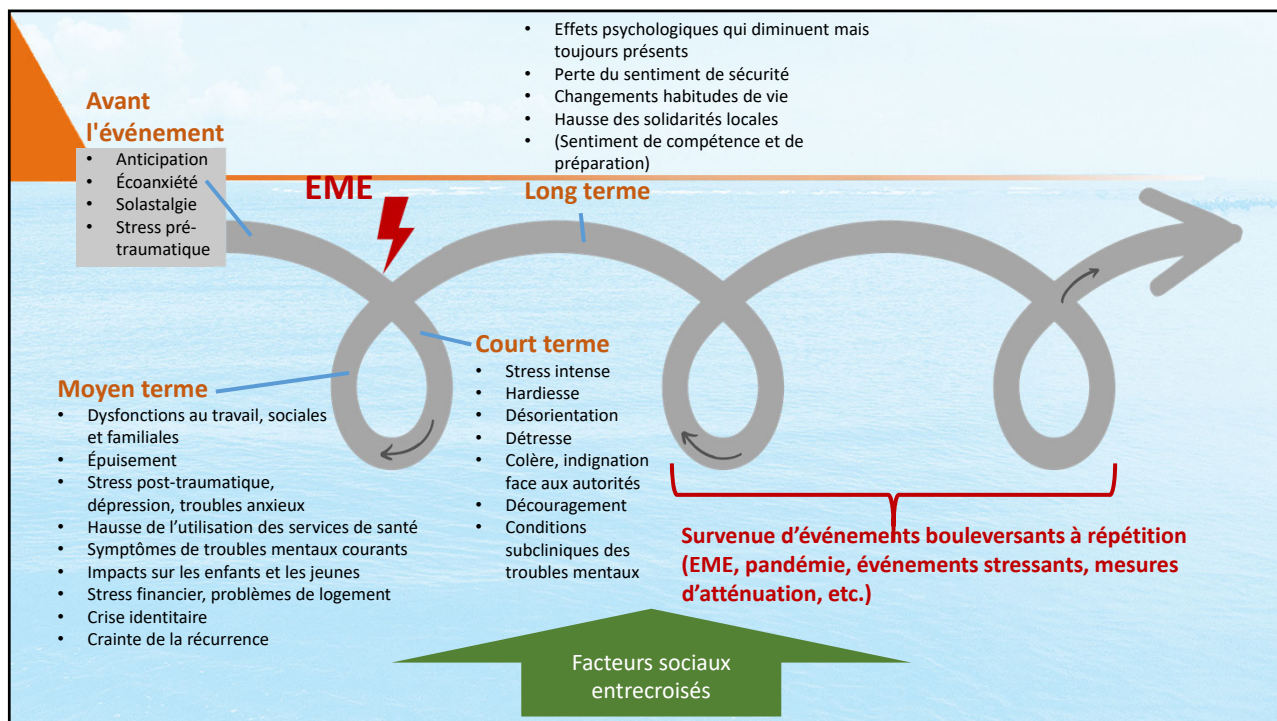 Avant
l'événement
• Anticipation
• Écoanxiété
• Solastalgie
• Stress pré-
traumatique
EME
• Effets psychologiques qui diminuent mais
toujours présents
• Perte du sentiment de sécurité
• Changements habitudes de vie
• Hausse des solidarités locales
• (Sentiment de compétence et de
préparation)
Long terme
Court terme
• Stress intense
• Hardiesse
• Désorientation
• Détresse
• Colère, indignation
face aux autorités
• Découragement
• Conditions
subcliniques des
troubles mentaux
Moyen terme
• Dysfonctions au travail, sociales
et familiales
• Épuisement
• Stress post-traumatique,
dépression, troubles anxieux
• Hausse de l’utilisation des services de santé
• Symptômes de troubles mentaux courants
• Impacts sur les enfants et les jeunes
• Stress financier, problèmes de logement
• Crise identitaire
• Crainte de la récurrence
Survenue d’événements bouleversants à répétition
(EME, pandémie, événements stressants, mesures
d’atténuation, etc.)
Facteurs sociaux
entrecroisés